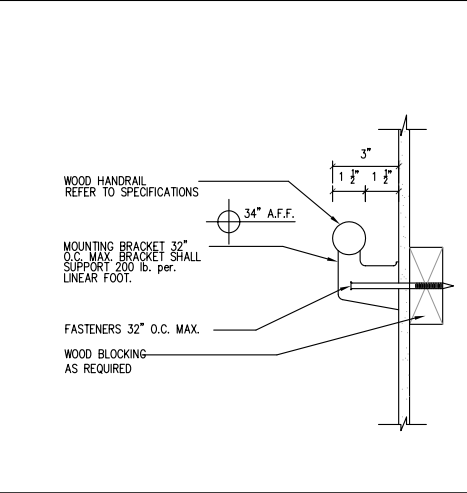 3"
1 1/2" 1 1/2"
WOOD HANDRAIL
REFER TO SPECIFICATIONS
34" A.F.F.
MOUNTING BRACKET 32"
O.C. MAX. BRACKET SHALL
SUPPORT 200 lb. per.
LINEAR FOOT.
FASTENERS 32" O.C. MAX.
WOOD BLOCKING
AS REQUIRED